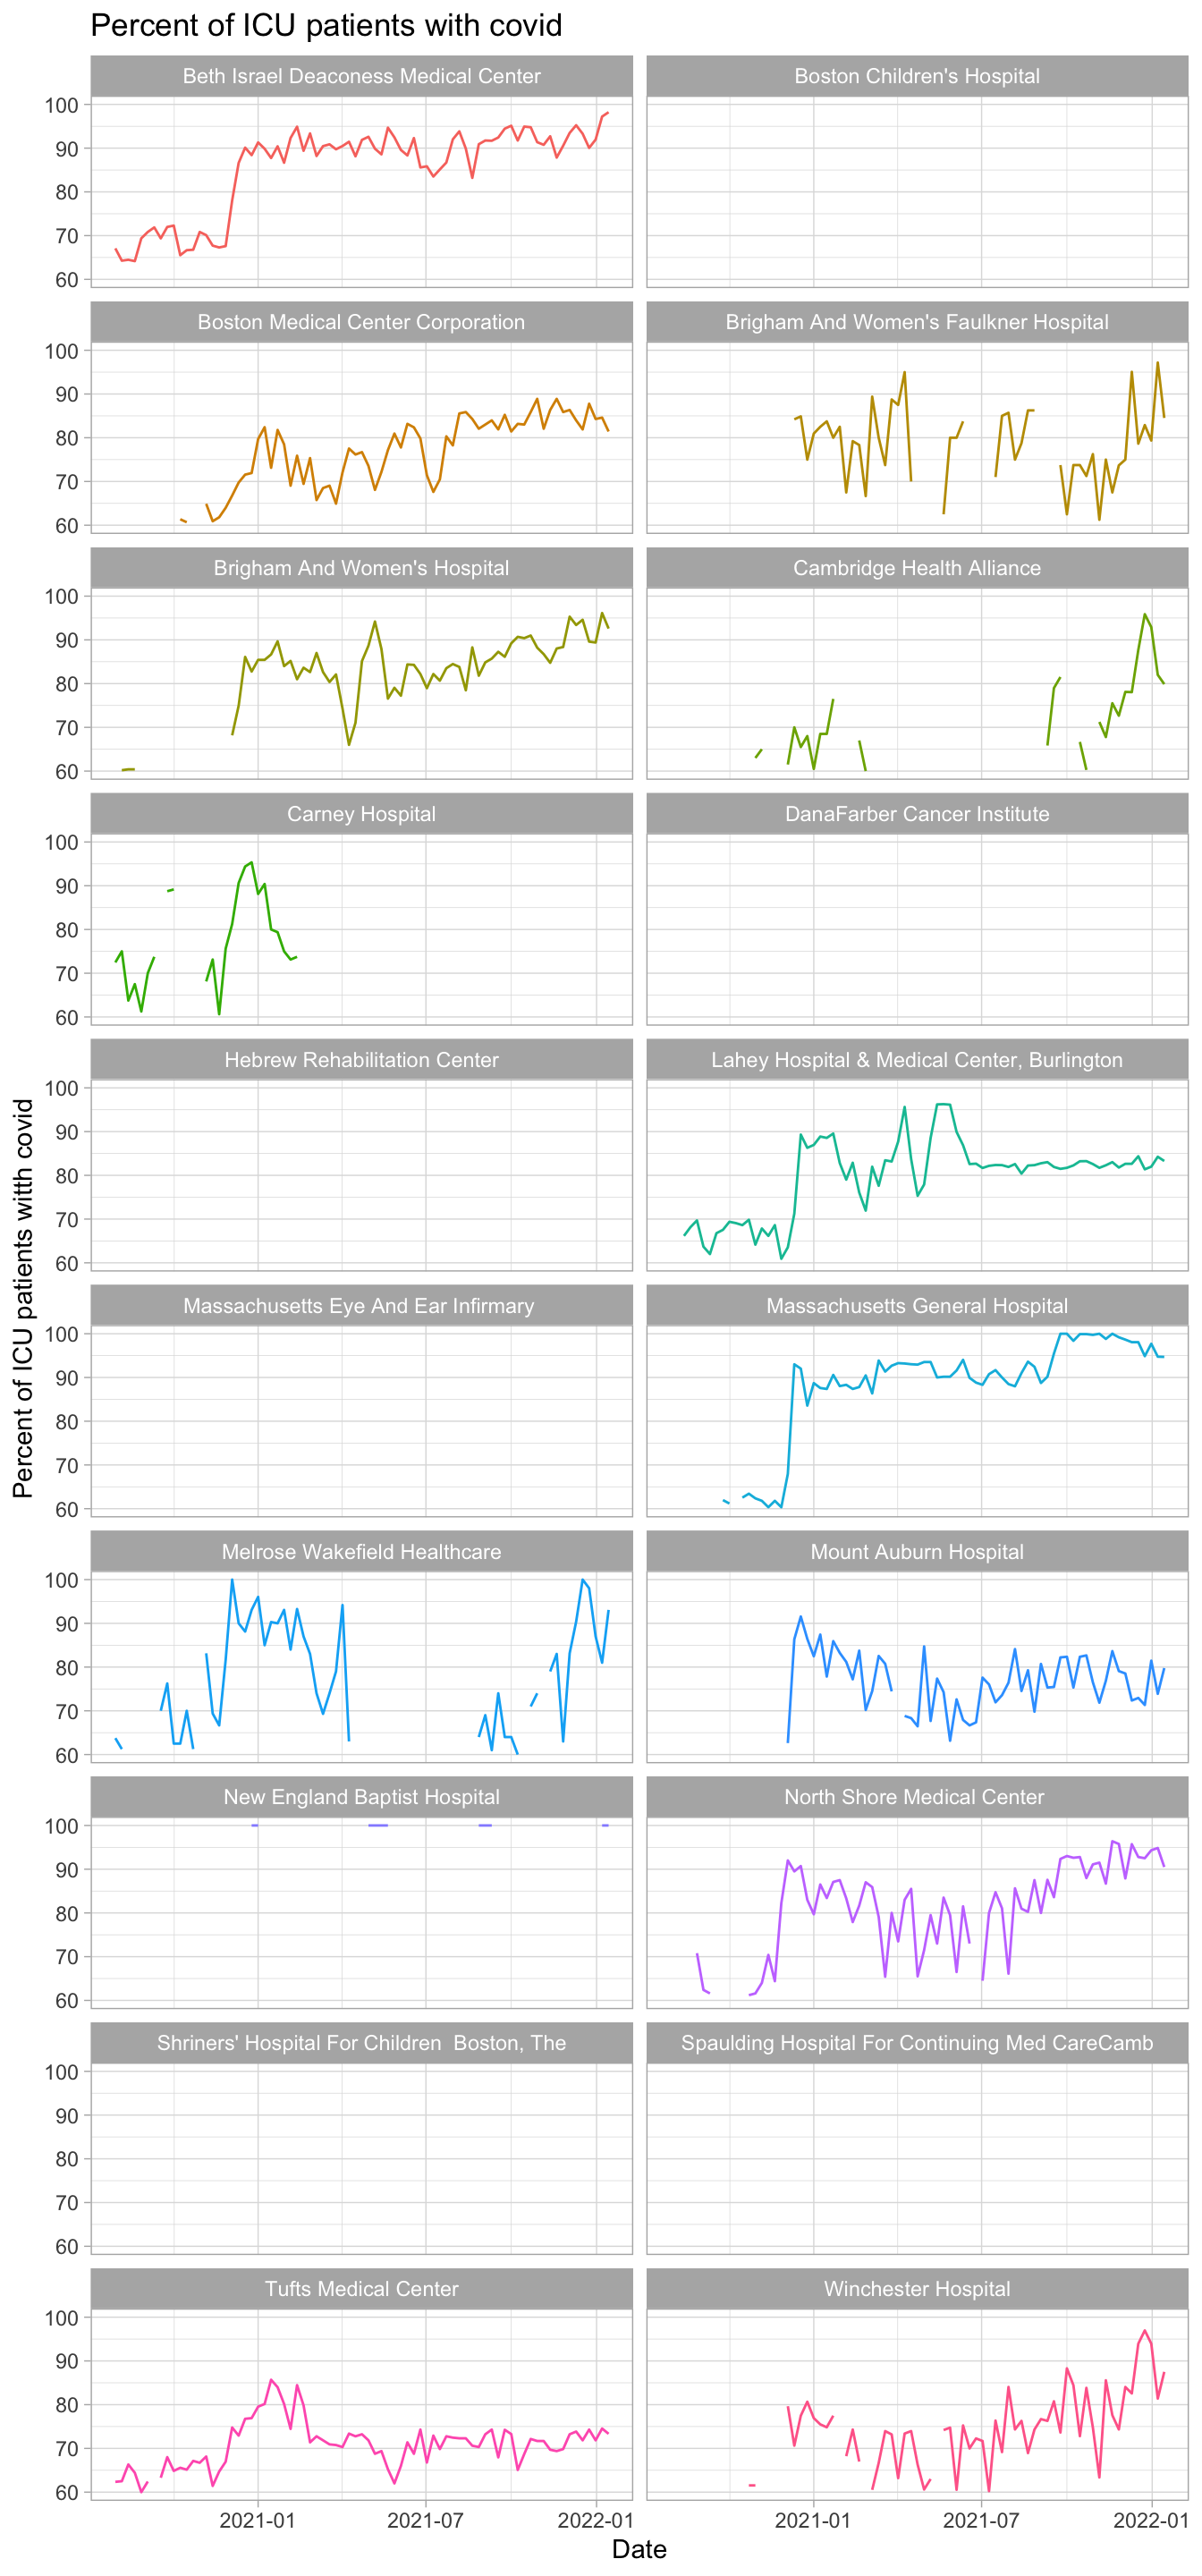 Percent of ICU patients with covid
Beth Israel Deaconess Medical Center
Boston Children's Hospital
100
90
80
70
60
Boston Medical Center Corporation
Brigham And Women's Faulkner Hospital
100
90
80
70
60
Brigham And Women's Hospital
Cambridge Health Alliance
100
90
80
70
60
Carney Hospital
DanaFarber Cancer Institute
100
90
80
70
60
Hebrew Rehabilitation Center
Lahey Hospital & Medical Center, Burlington
100
90
80
70
60
Percent of ICU patients with covid
Massachusetts Eye And Ear Infirmary
Massachusetts General Hospital
100
90
80
70
60
Melrose Wakefield Healthcare
Mount Auburn Hospital
100
90
80
70
60
New England Baptist Hospital
North Shore Medical Center
100
90
80
70
60
Shriners' Hospital For Children  Boston, The
Spaulding Hospital For Continuing Med CareCamb
100
90
80
70
60
Tufts Medical Center
Winchester Hospital
100
90
80
70
60
2021-01
2021-07
2022-01
2021-01
2021-07
2022-01
Date